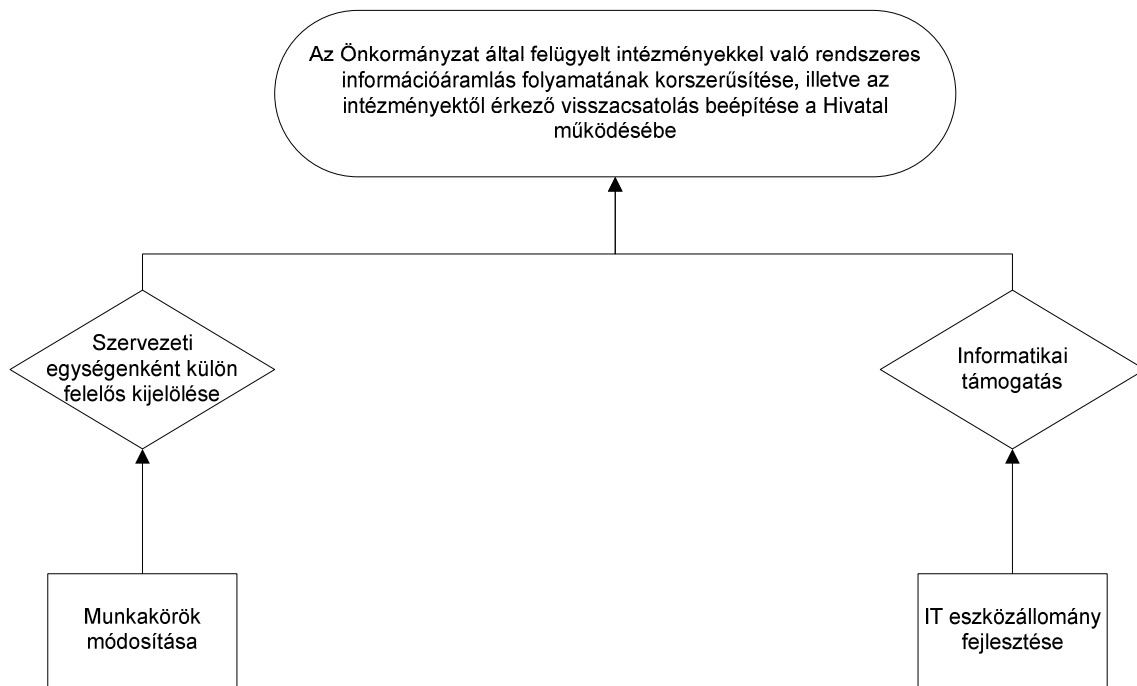 Az Önkormányzat által felügyelt intézményekkel való rendszeres
információáramlás folyamatának korszerűsítése, illetve az
intézményektől érkező visszacsatolás beépítése a Hivatal
működésébe
Szervezeti
egységenként külön
felelős kijelölése
Informatikai
támogatás
Munkakörök
módosítása
IT eszközállomány
fejlesztése